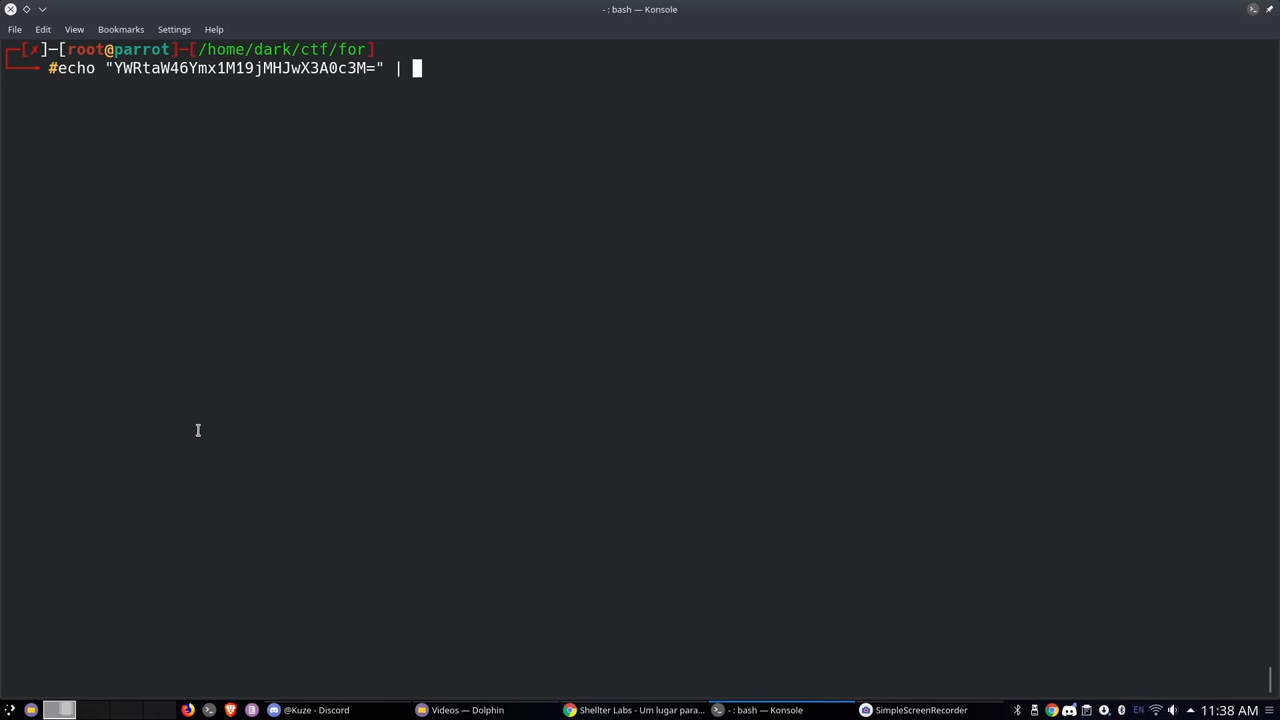 - : bash — Konsole
File Edit View Bookmarks Settings Help
[✗]─[root@parrot]─[/home/dark/ctf/for]
#echo "YWRtaW46Ymx1M19jMHJwX3A0c3M=" |
@Kuze - Discord Videos — Dolphin Shellter Labs - Um lugar para... - : bash — Konsole SimpleScreenRecorder EN 11:38 AM